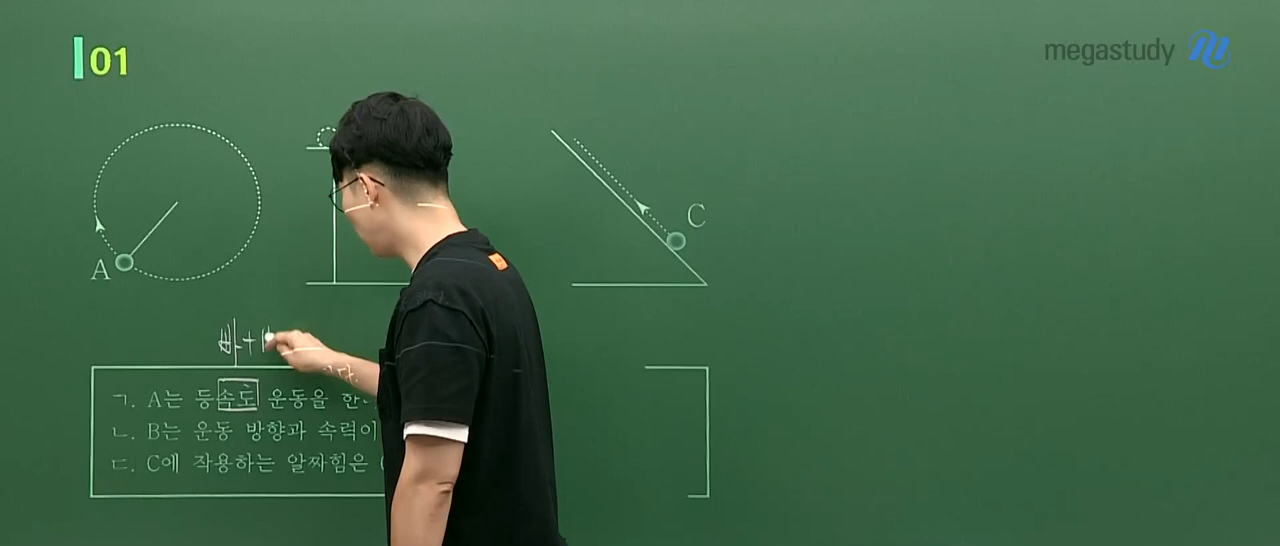 01
megastudy
C
A
ㄱ. A는 등속도 운동을 한다.
ㄴ. B는 운동 방향과 속력이
ㄷ. C에 작용하는 알짜힘은